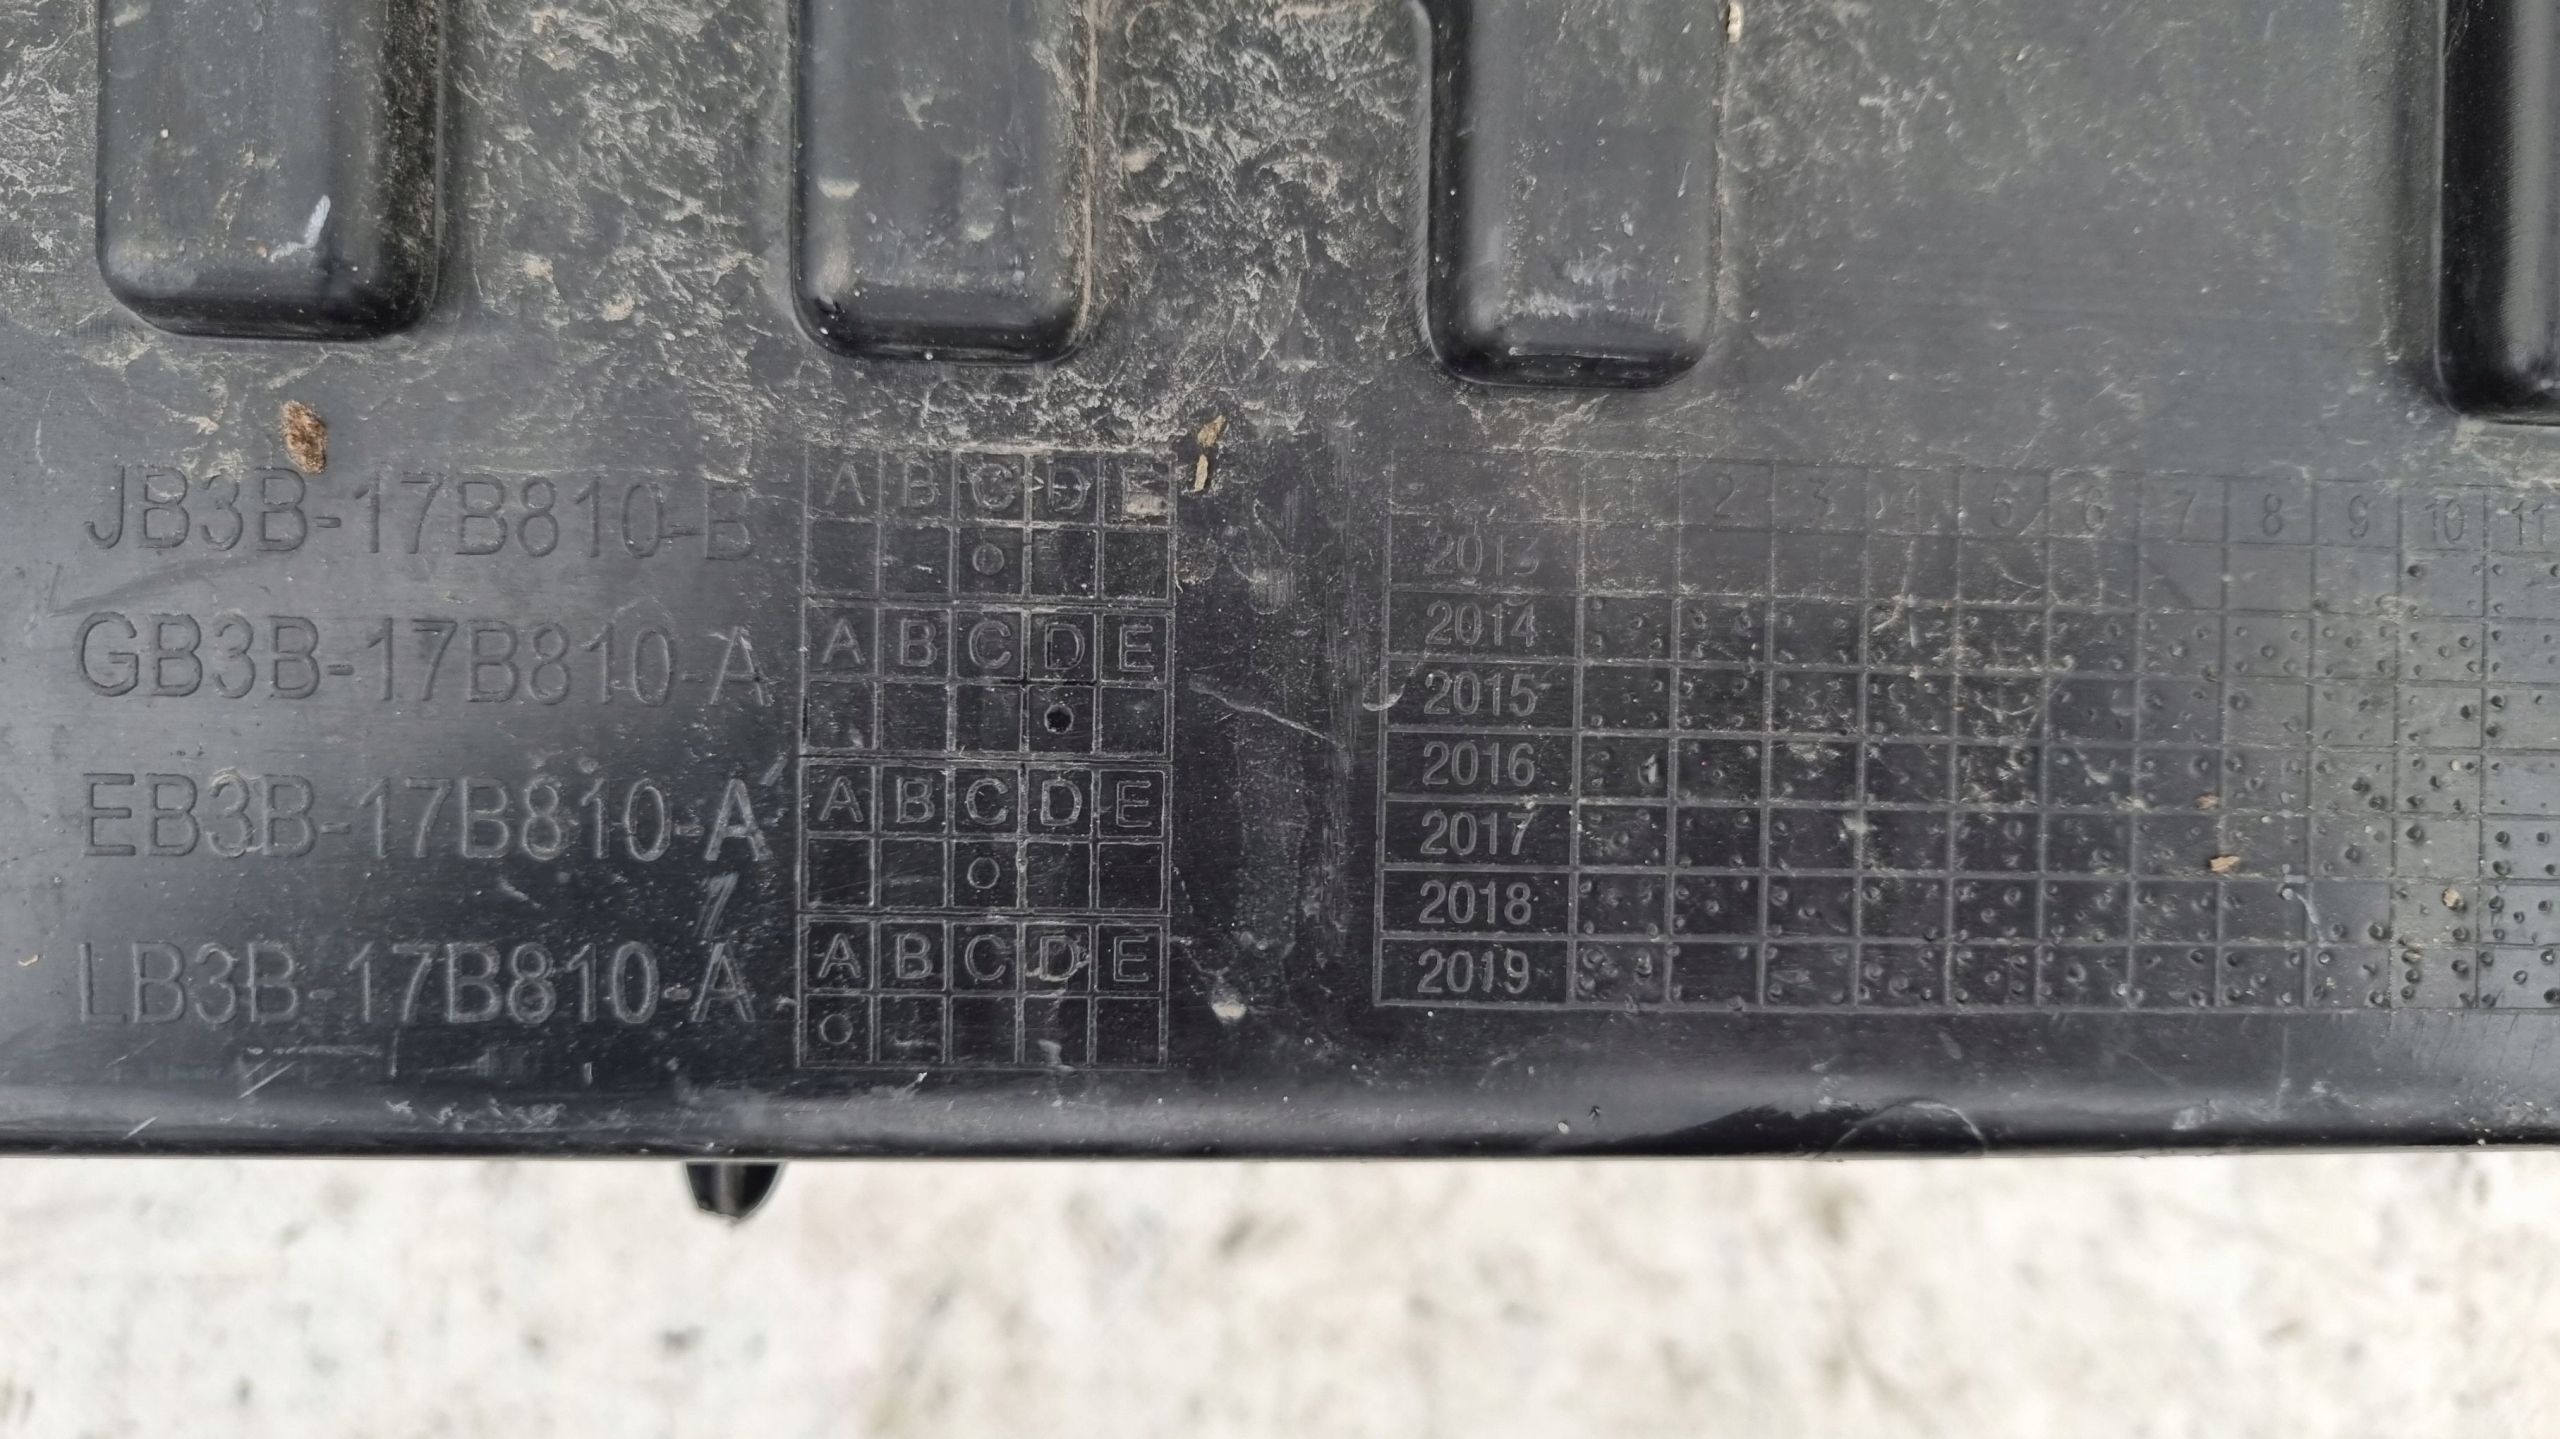 JB3B-17B810-B A B C D E
GB3B-17B810-A A B C D E
EB3B-17B810-A A B C D E
LB3B-17B810-A A B C D E
1 2 3 4 5 6 7 8 9 10 11
2013
2014
2015
2016
2017
2018
2019